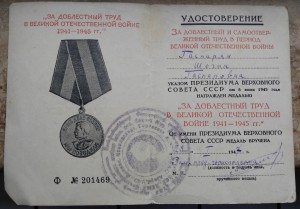 "ЗА ДОБЛЕСТНЫЙ ТРУД
В ВЕЛИКОЙ ОТЕЧЕСТВЕННОЙ ВОЙНЕ
1941–1945 гг."
Ф № 201469
УДОСТОВЕРЕНИЕ
ЗА ДОБЛЕСТНЫЙ И САМООТВЕР-
ЖЕННЫЙ ТРУД В ПЕРИОД
ВЕЛИКОЙ ОТЕЧЕСТВЕННОЙ ВОЙНЫ
УКАЗОМ ПРЕЗИДИУМА ВЕРХОВНОГО
СОВЕТА СССР от 6 июня 1945 года
НАГРАЖДЕН МЕДАЛЬЮ
"ЗА ДОБЛЕСТНЫЙ ТРУД
В ВЕЛИКОЙ ОТЕЧЕСТВЕННОЙ
ВОЙНЕ 1941–1945 гг."
ОТ ИМЕНИ ПРЕЗИДИУМА ВЕРХОВНОГО
СОВЕТА СССР МЕДАЛЬ ВРУЧЕНА